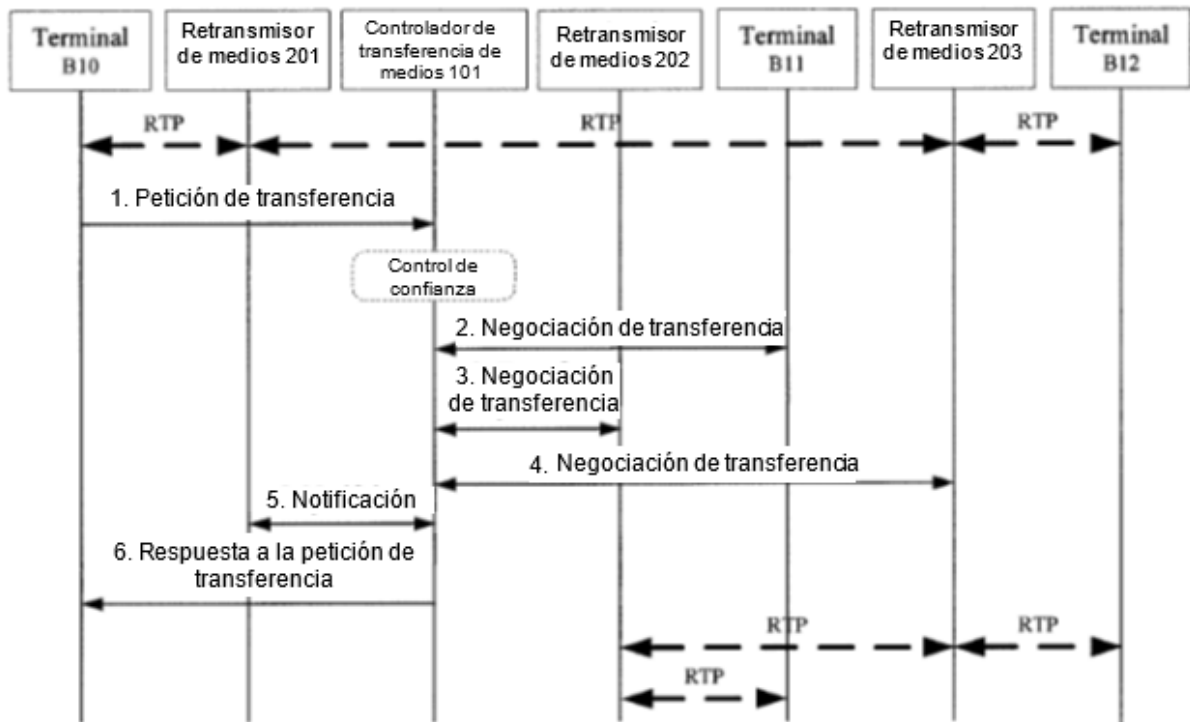 Terminal
B10
Retransmisor
de medios 201
Controlador de
transferencia de
medios 101
Retransmisor
de medios 202
Terminal
B11
Retransmisor
de medios 203
Terminal
B12
RTP
RTP
RTP
1. Petición de transferencia
Control de
confianza
2. Negociación de transferencia
3. Negociación
de transferencia
4. Negociación de transferencia
5. Notificación
6. Respuesta a la petición de
transferencia
RTP
RTP
RTP